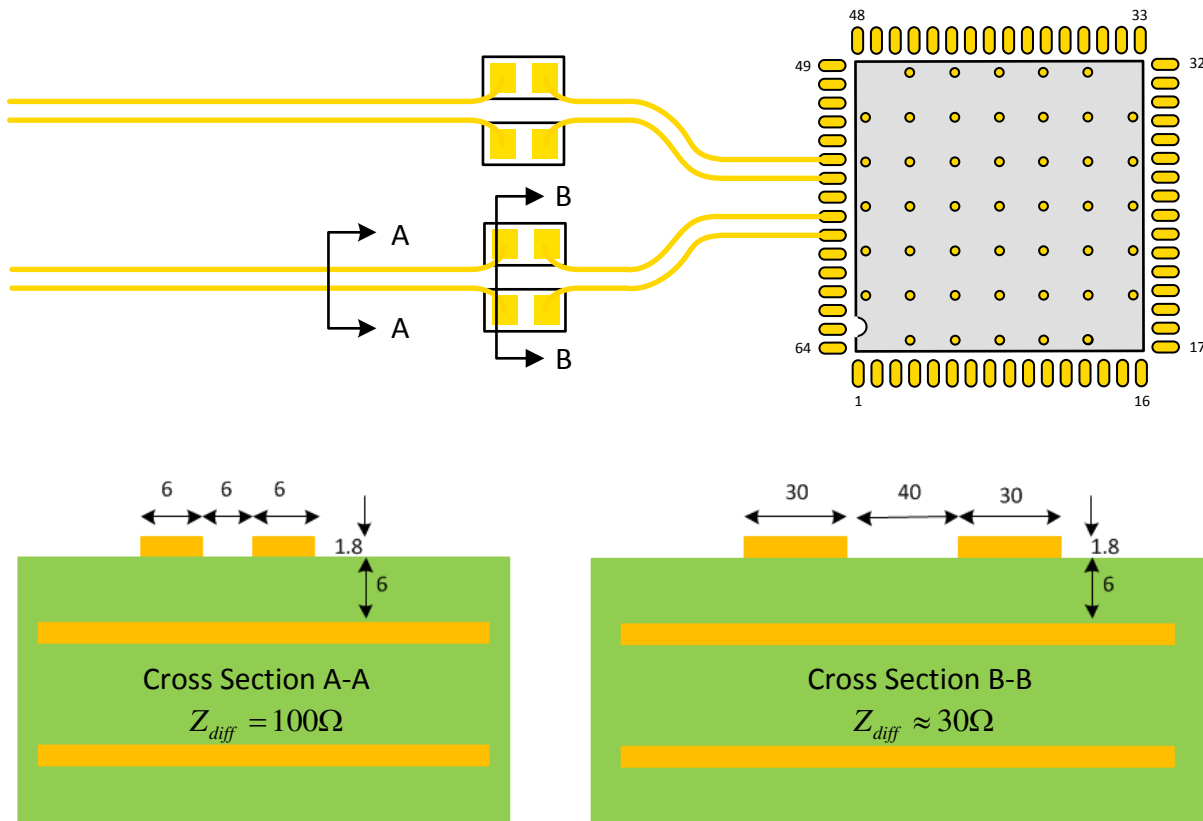 48
33
49
32
B
A
A
B
64
17
1
16
6
6
6
1.8
6
30
40
30
1.8
6
Cross Section A-A
Z_diff = 100Ω
Cross Section B-B
Z_diff ≈ 30Ω